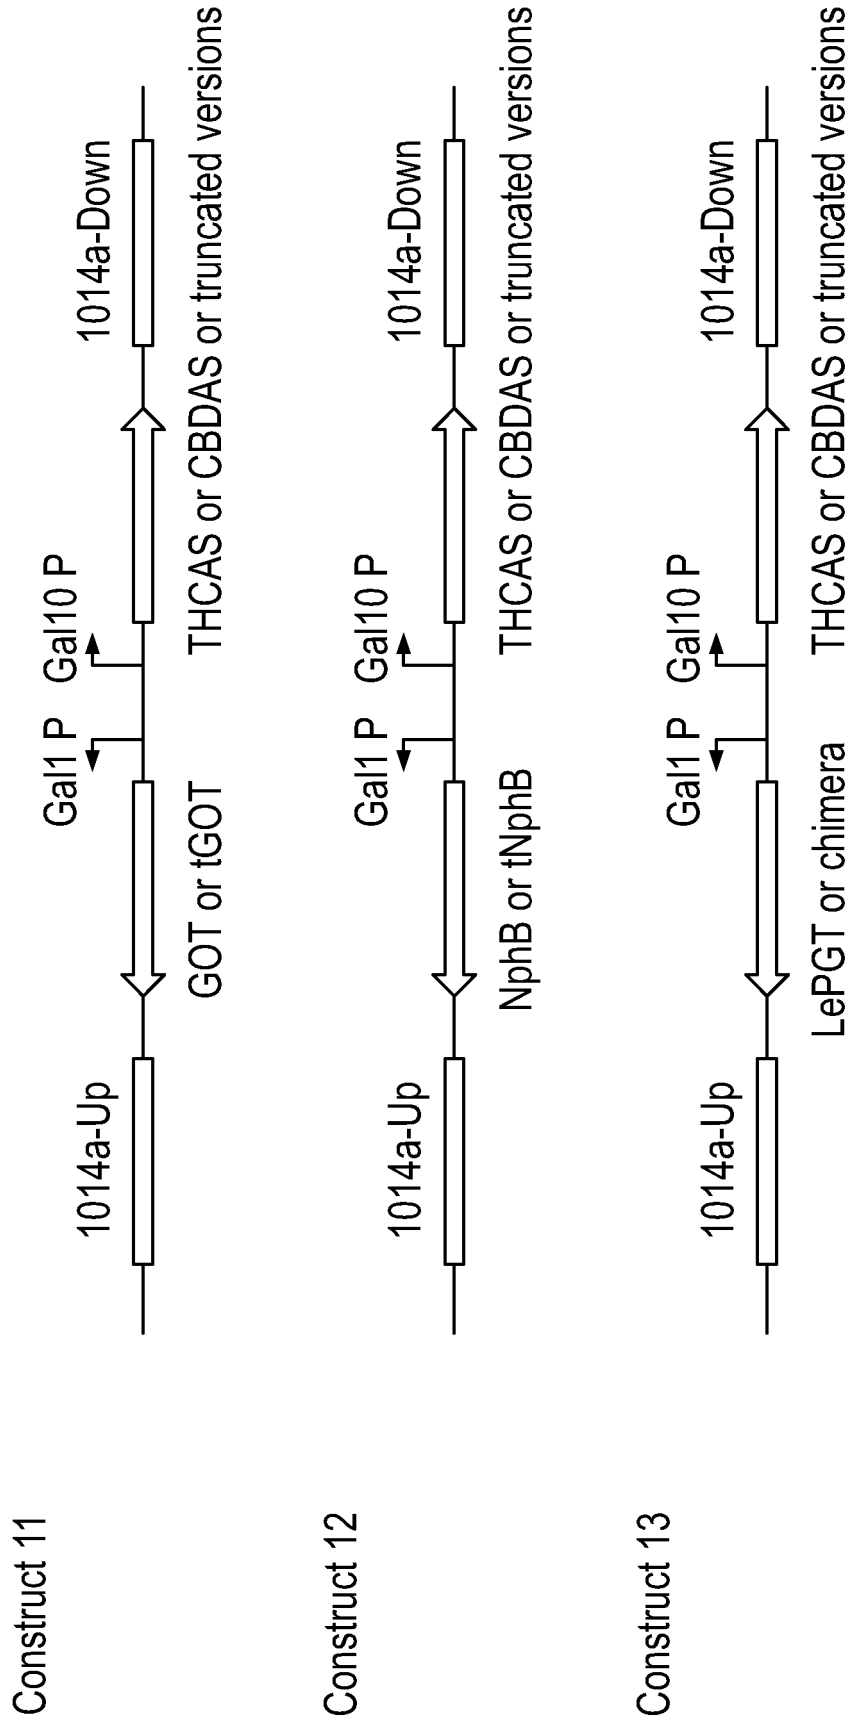 Construct 11
1014a-Up
Gal1 P
Gal10 P
1014a-Down
GOT or tGOT
THCAS or CBDAS or truncated versions
Construct 12
1014a-Up
Gal1 P
Gal10 P
1014a-Down
NphB or tNphB
THCAS or CBDAS or truncated versions
Construct 13
1014a-Up
Gal1 P
Gal10 P
1014a-Down
LePGT or chimera
THCAS or CBDAS or truncated versions